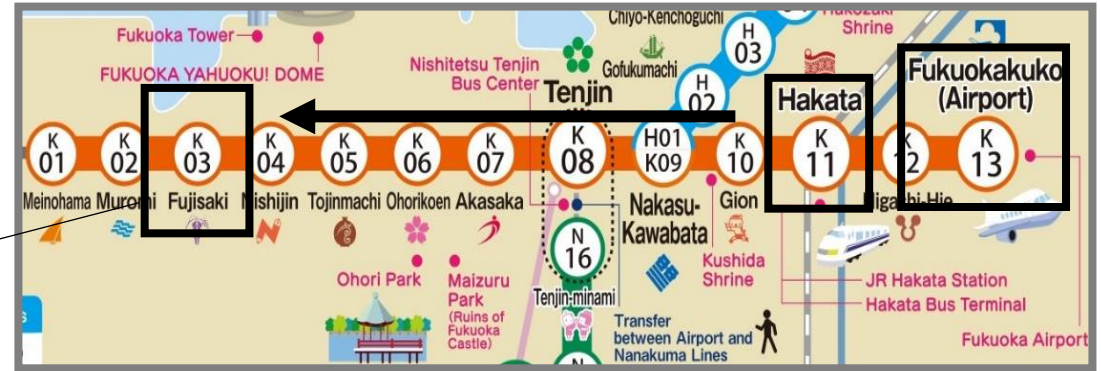 Chiyo-Kenchoguchi
H
03
Shrine
Fukuoka Tower
FUKUOKA YAHUOKU! DOME
Nishitetsu Tenjin
Bus Center
Gofukumachi
Tenjin
H
02
Hakata
Fukuokakuko
(Airport)
K
01
K
02
K
03
K
04
K
05
K
06
K
07
K
08
H01
K09
K
10
K
11
K
13
Meinohama
Muromi
Fujisaki
Nishijin
Tojinmachi
Ohorikoen
Akasaka
Nakasu-
Kawabata
Gion
Higashi-Hie
N
16
Kushida
Shrine
Ohori Park
Maizuru
Park
(Ruins of
Fukuoka
Castle)
Tenjin-minami
Transfer
between Airport and
Nanakuma Lines
JR Hakata Station
Hakata Bus Terminal
Fukuoka Airport